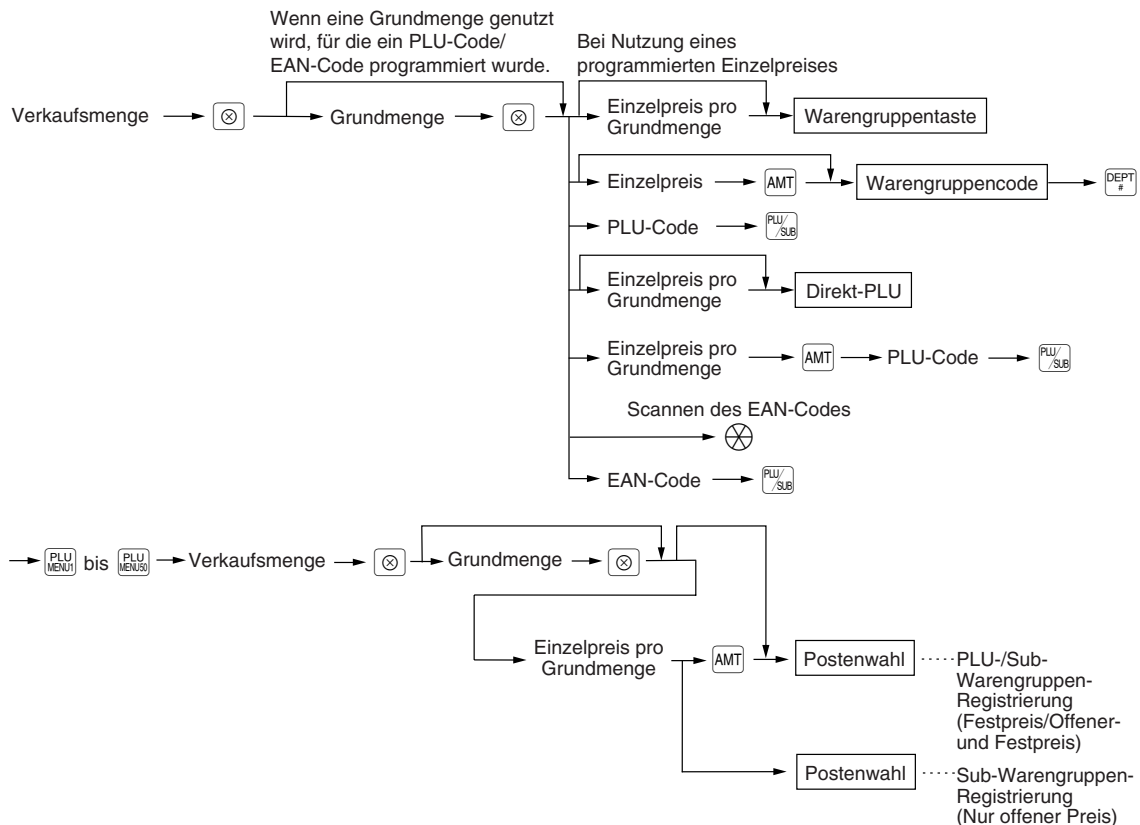 Wenn eine Grundmenge genutzt
wird, für die ein PLU-Code/
EAN-Code programmiert wurde.
Bei Nutzung eines
programmierten Einzelpreises
Verkaufsmenge
Grundmenge
Einzelpreis pro
Grundmenge
Warengruppentaste
Einzelpreis
AMT
Warengruppencode
DEPT
#
PLU-Code
PLU/
/SUB
Einzelpreis pro
Grundmenge
Direkt-PLU
Einzelpreis pro
Grundmenge
AMT
PLU-Code
PLU/
/SUB
Scannen des EAN-Codes
EAN-Code
PLU/
/SUB
PLU
MENU1
bis
PLU
MENU50
Verkaufsmenge
Grundmenge
Einzelpreis pro
Grundmenge
AMT
Postenwahl
PLU-/Sub-
Warengruppen-
Registrierung
(Festpreis/Offener-
und Festpreis)
Postenwahl
Sub-Warengruppen-
Registrierung
(Nur offener Preis)